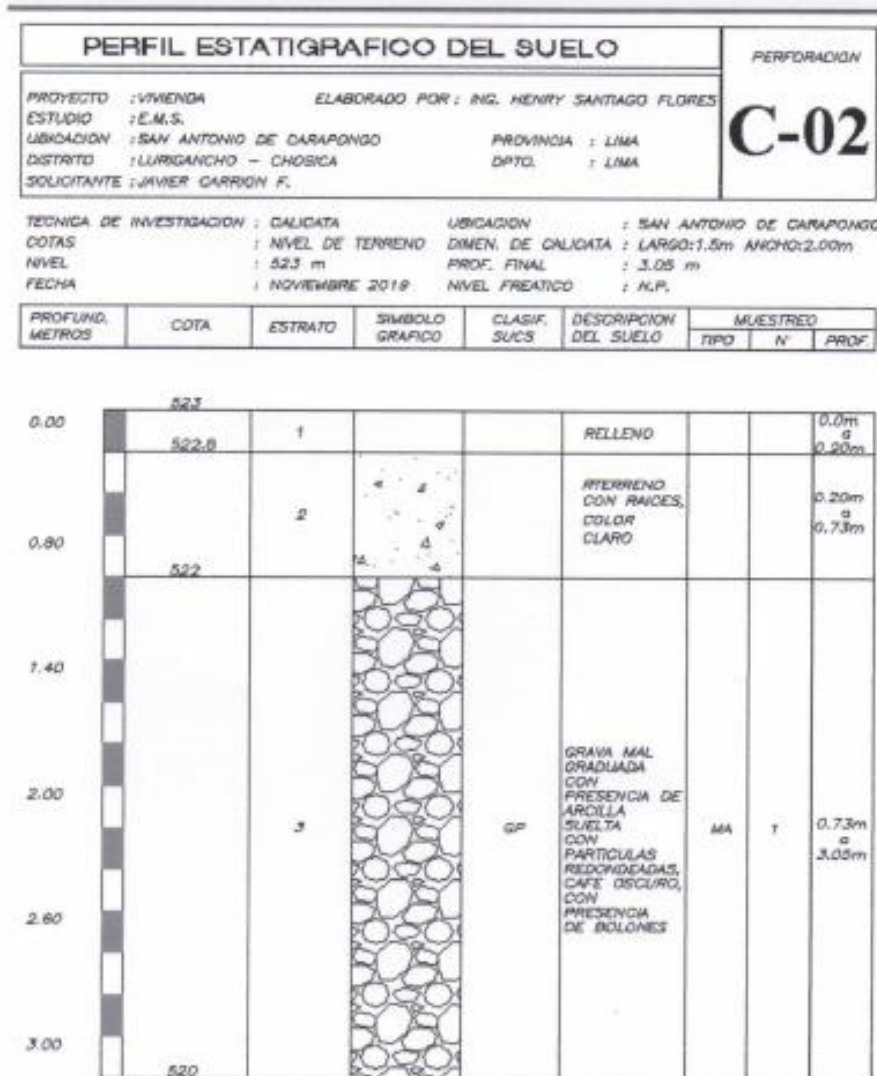 PERFIL ESTATIGRAFICO DEL SUELO
PERFORACION
C-02
PROYECTO : VIVIENDA ELABORADO POR : ING. HENRY SANTIAGO FLORES
ESTUDIO : E.M.S.
UBICACION : SAN ANTONIO DE CARAPONGO PROVINCIA : LIMA
DISTRITO : LURIGANCHO - CHOSICA DPTO. : LIMA
SOLICITANTE : JAVIER CARRION F.
TECNICA DE INVESTIGACION : CALICATA UBICACION : SAN ANTONIO DE CARAPONGO
COTAS : NIVEL DE TERRENO DIMEN. DE CALICATA : LARGO:1.5m ANCHO:2.00m
NIVEL : 523 m PROF. FINAL : 3.05 m
FECHA : NOVIEMBRE 2019 NIVEL FREATICO : N.P.
PROFUND. METROS COTA ESTRATO SIMBOLO GRAFICO CLASIF. SUCS DESCRIPCION DEL SUELO MUESTREO
TIPO N° PROF.
523
0.00 1 RELLENO 0.0m a 0.20m
522.8
RTERRENO
CON RAICES,
COLOR
CLARO
2 0.20m a 0.73m
0.80
522
1.40
GRAVA MAL
GRADUADA
CON
PRESENCIA DE
ARCILLA
SUELTA
CON
PARTICULAS
REDONDEADAS,
CAFE OSCURO,
CON
PRESENCIA
DE BOLONES
2.00
3 GP MA 1 0.73m a 3.05m
2.60
3.00
520